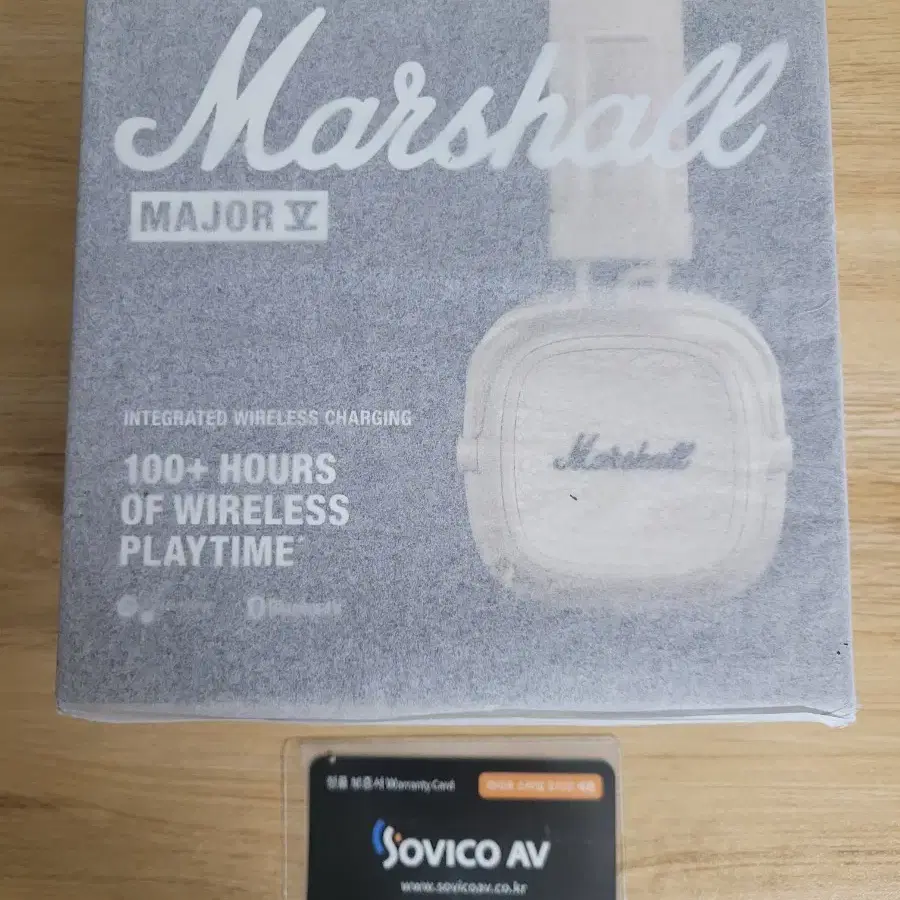 Marshall
MAJOR V
INTEGRATED WIRELESS CHARGING
100+ HOURS
OF WIRELESS
PLAYTIME*
Marshall
Bluetooth
정품 보증서 Warranty Card
SOVICO AV
www.sovicoav.co.kr